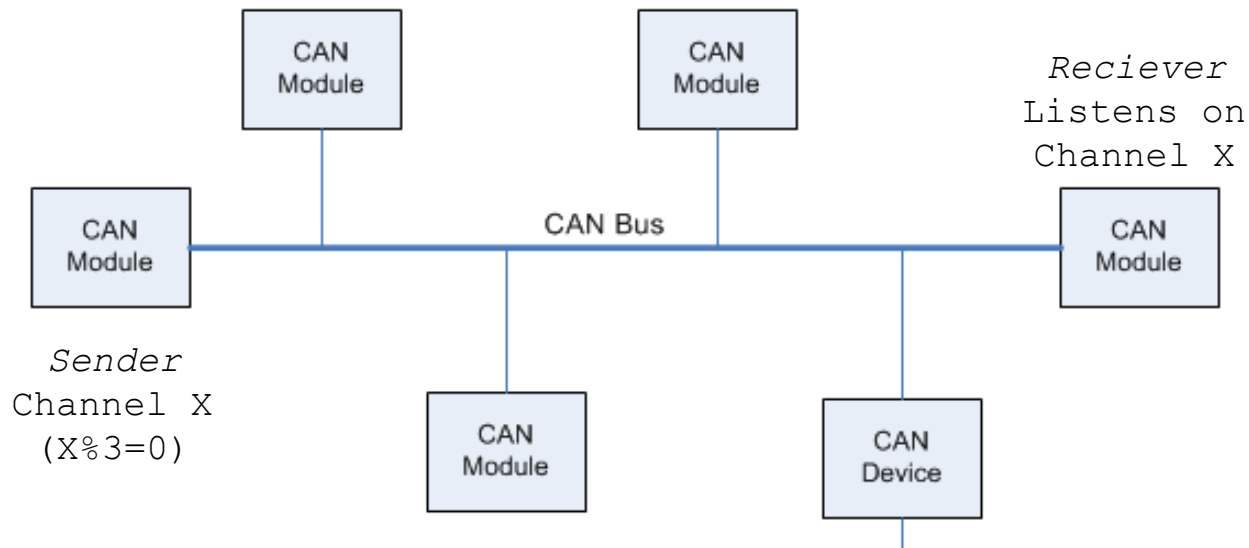 CAN
Module
CAN
Module
Reciever
Listens on
Channel X
CAN
Module
CAN Bus
CAN
Module
Sender
Channel X
(X%3=0)
CAN
Module
CAN
Device